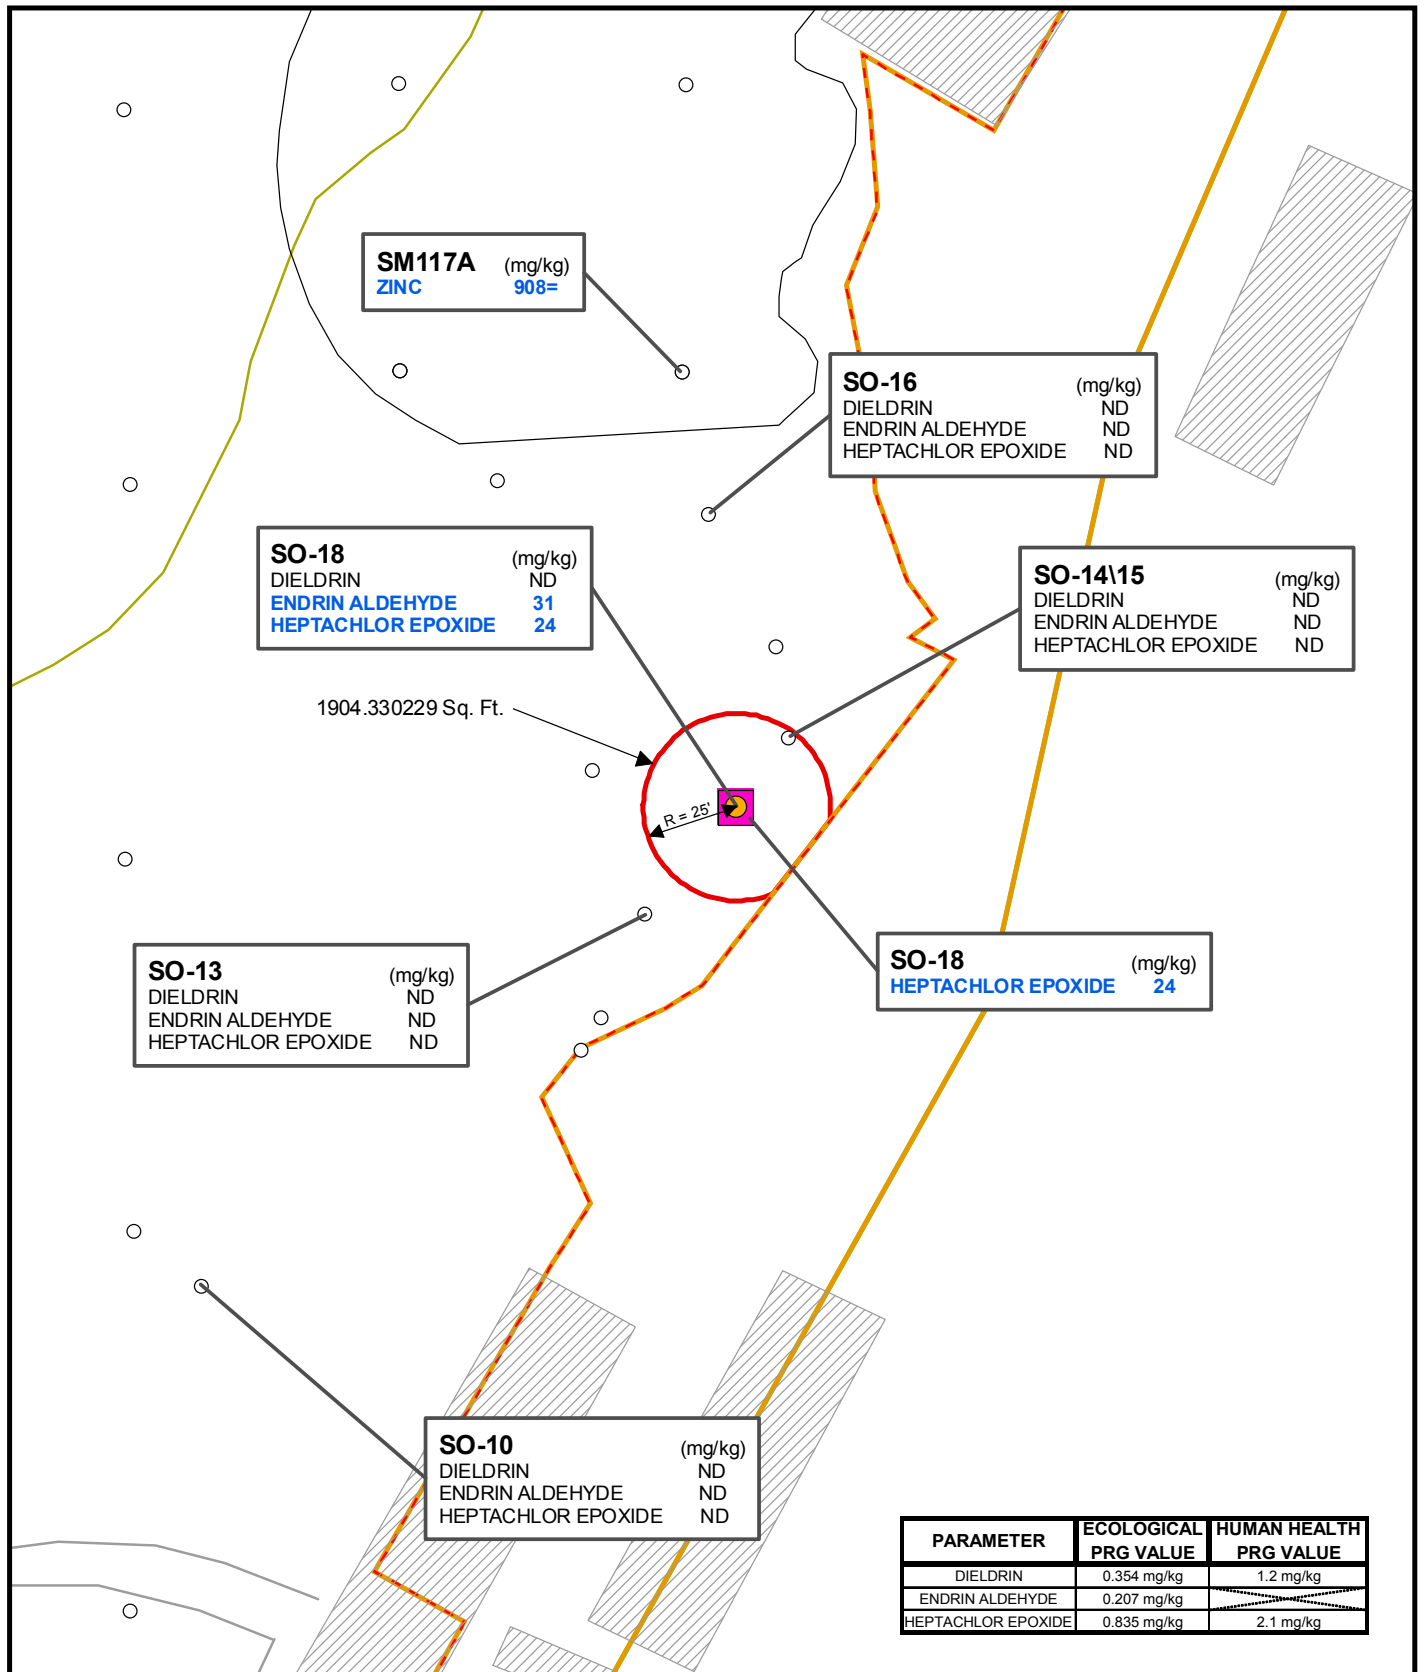 SM117A (mg/kg)
ZINC 908=
SO-16 (mg/kg)
DIELDRIN ND
ENDRIN ALDEHYDE ND
HEPTACHLOR EPOXIDE ND
SO-18 (mg/kg)
DIELDRIN ND
ENDRIN ALDEHYDE 31
HEPTACHLOR EPOXIDE 24
SO-14\15 (mg/kg)
DIELDRIN ND
ENDRIN ALDEHYDE ND
HEPTACHLOR EPOXIDE ND
1904.330229 Sq. Ft.
R = 25'
SO-13 (mg/kg)
DIELDRIN ND
ENDRIN ALDEHYDE ND
HEPTACHLOR EPOXIDE ND
SO-18 (mg/kg)
HEPTACHLOR EPOXIDE 24
SO-10 (mg/kg)
DIELDRIN ND
ENDRIN ALDEHYDE ND
HEPTACHLOR EPOXIDE ND
PARAMETER ECOLOGICAL PRG VALUE HUMAN HEALTH PRG VALUE
DIELDRIN 0.354 mg/kg 1.2 mg/kg
ENDRIN ALDEHYDE 0.207 mg/kg
HEPTACHLOR EPOXIDE 0.835 mg/kg 2.1 mg/kg